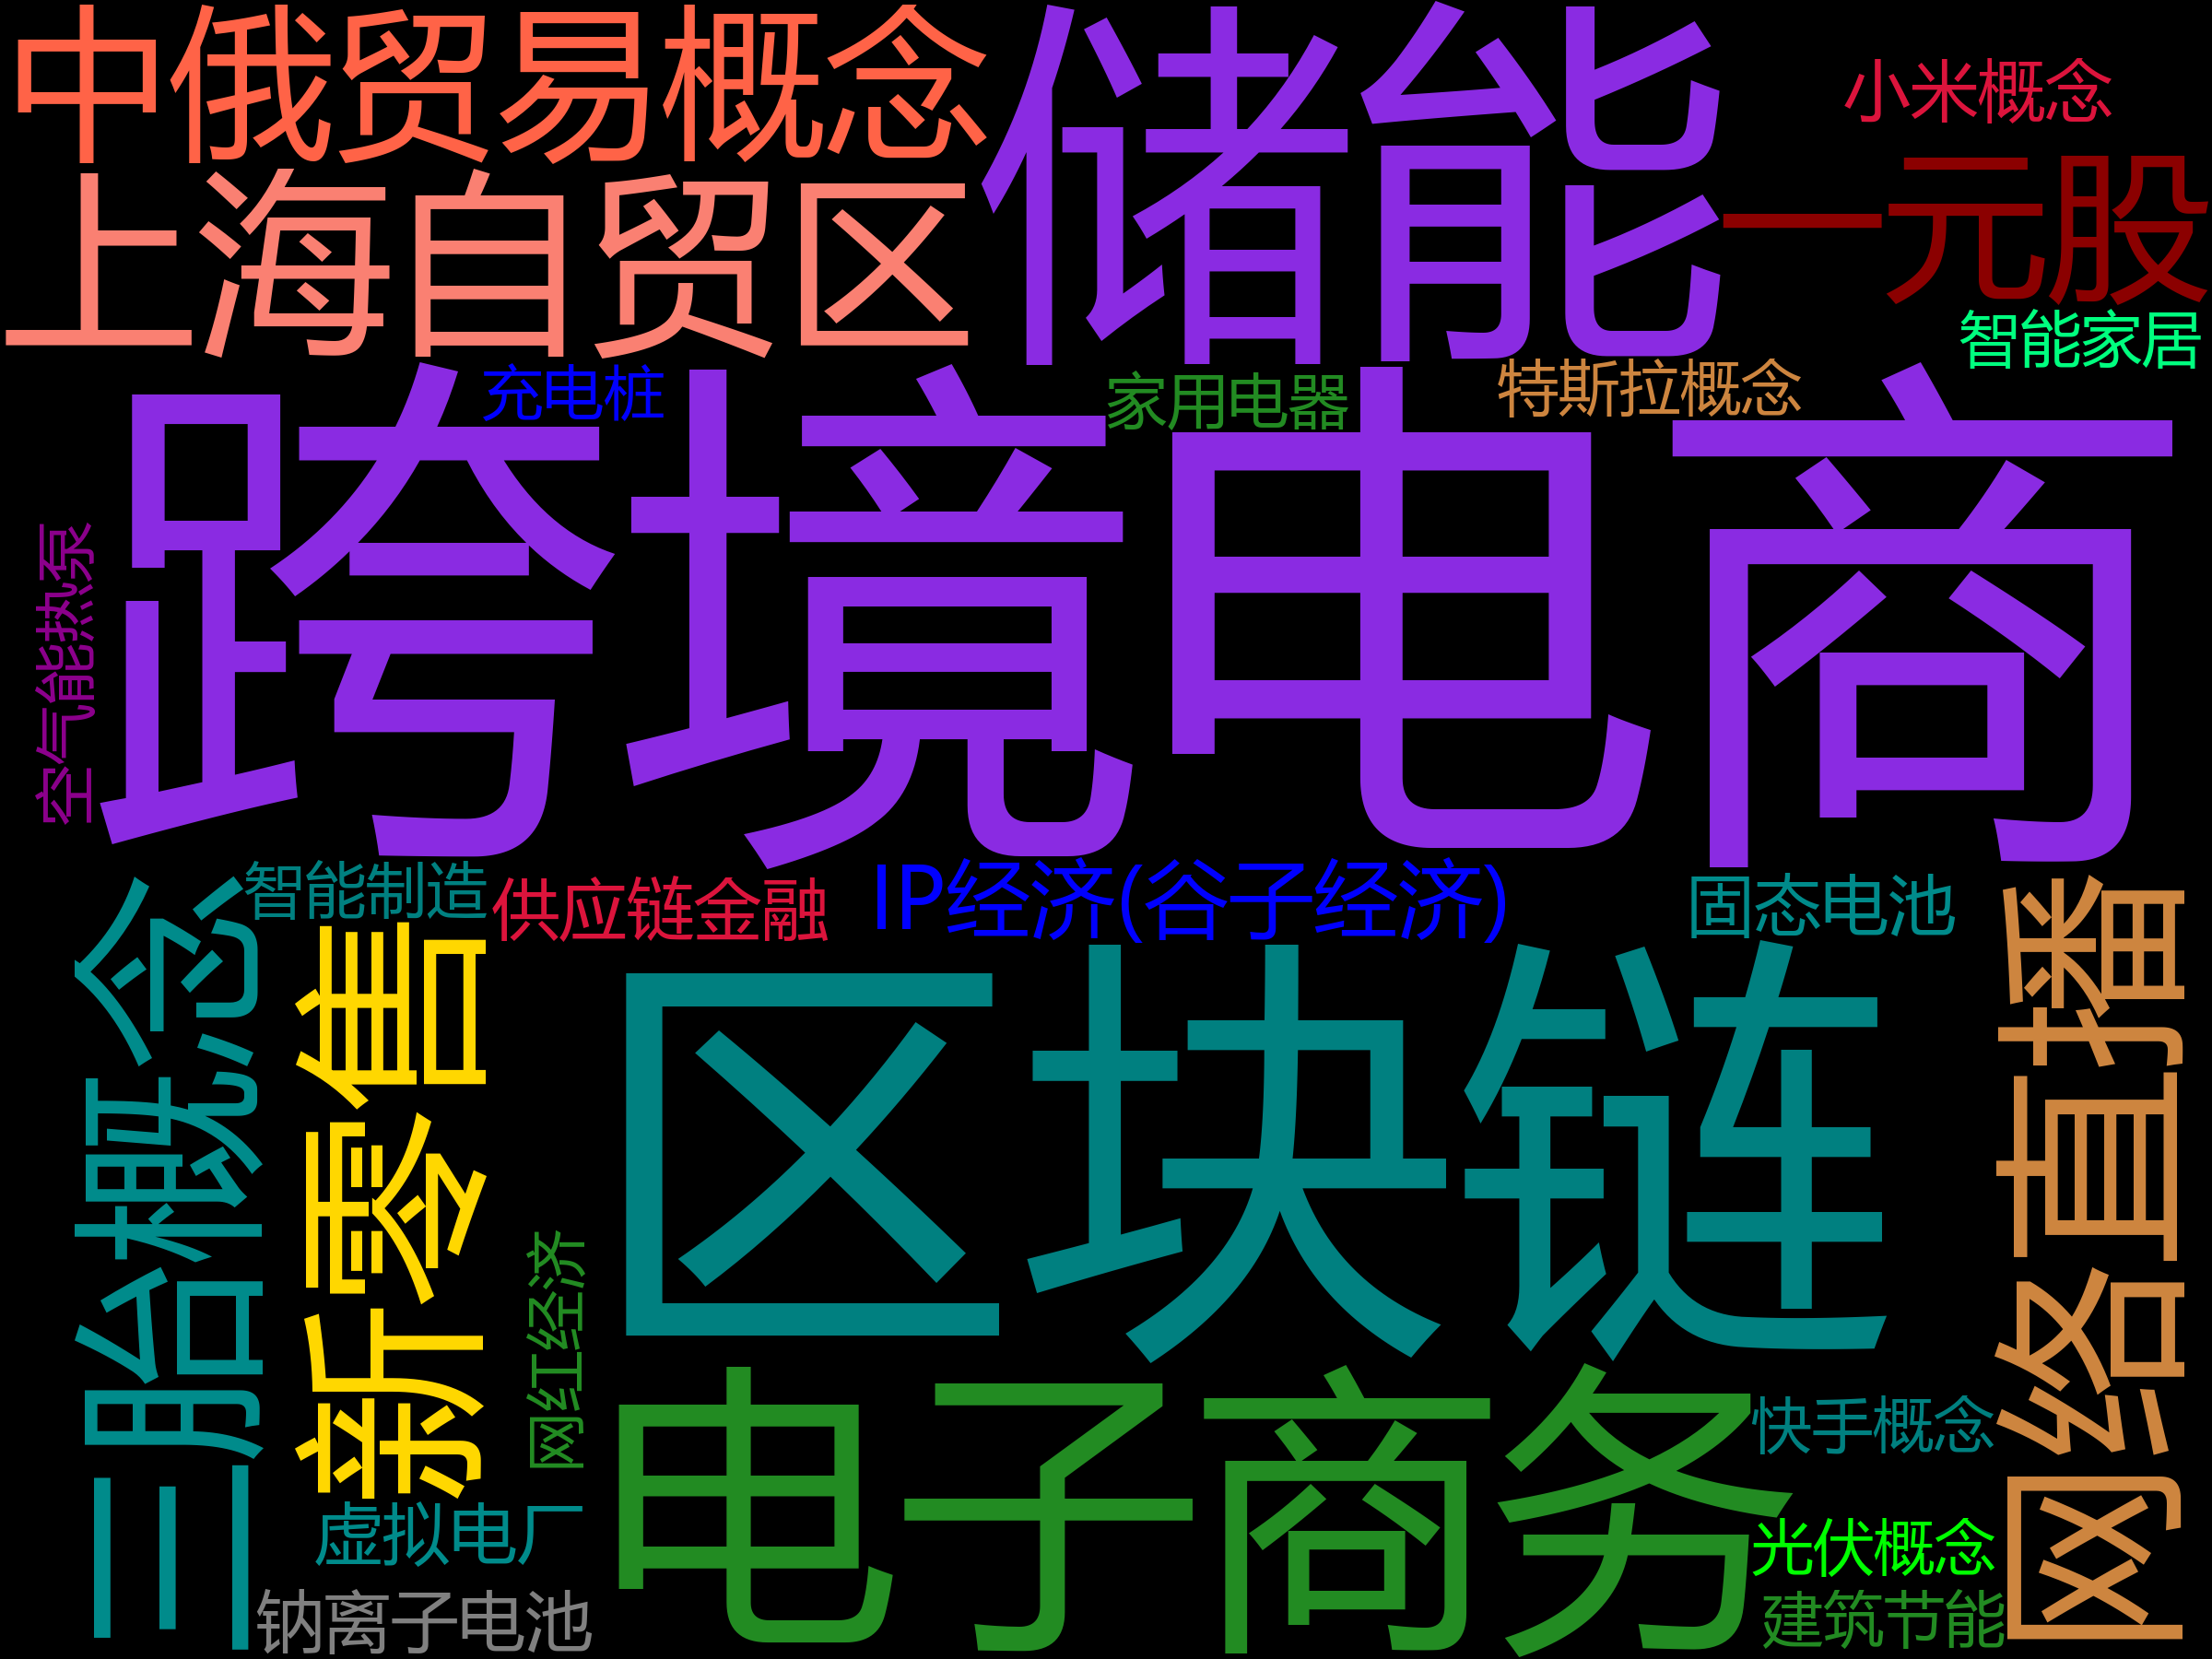 中俄贸易概念
储能
小米概念
一元股
上海自贸区
智能家居
充电桩
家用电器
特斯拉概念
跨境电商
空气能热泵
智能制造
供应链金融
IP经济(谷子经济)
固态电池
三胎概念
新零售
区块链
网络直播
网红经济
电子商务
快手概念
虚拟电厂
光伏概念
钠离子电池
建筑节能